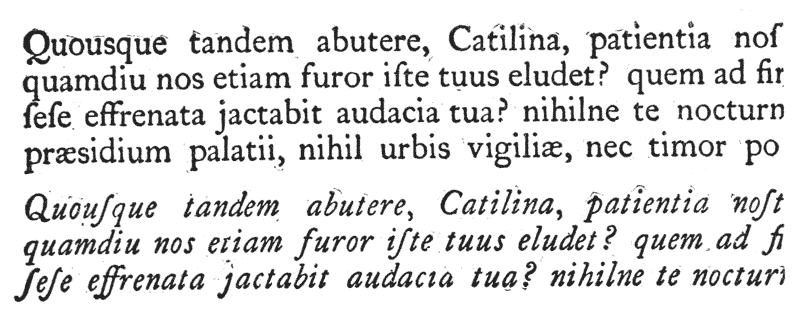 Quousque tandem abutere, Catilina, patientia noſ
quamdiu nos etiam furor iſte tuus eludet? quem ad fir
ſeſe effrenata jactabit audacia tua? nihilne te nocturn
præsidium palatii, nihil urbis vigiliæ, nec timor po
Quouſque tandem abutere, Catilina, patientia noſt
quamdiu nos etiam furor iſte tuus eludet? quem ad fi
ſeſe effrenata jactabit audacia tua? nihilne te nocturn